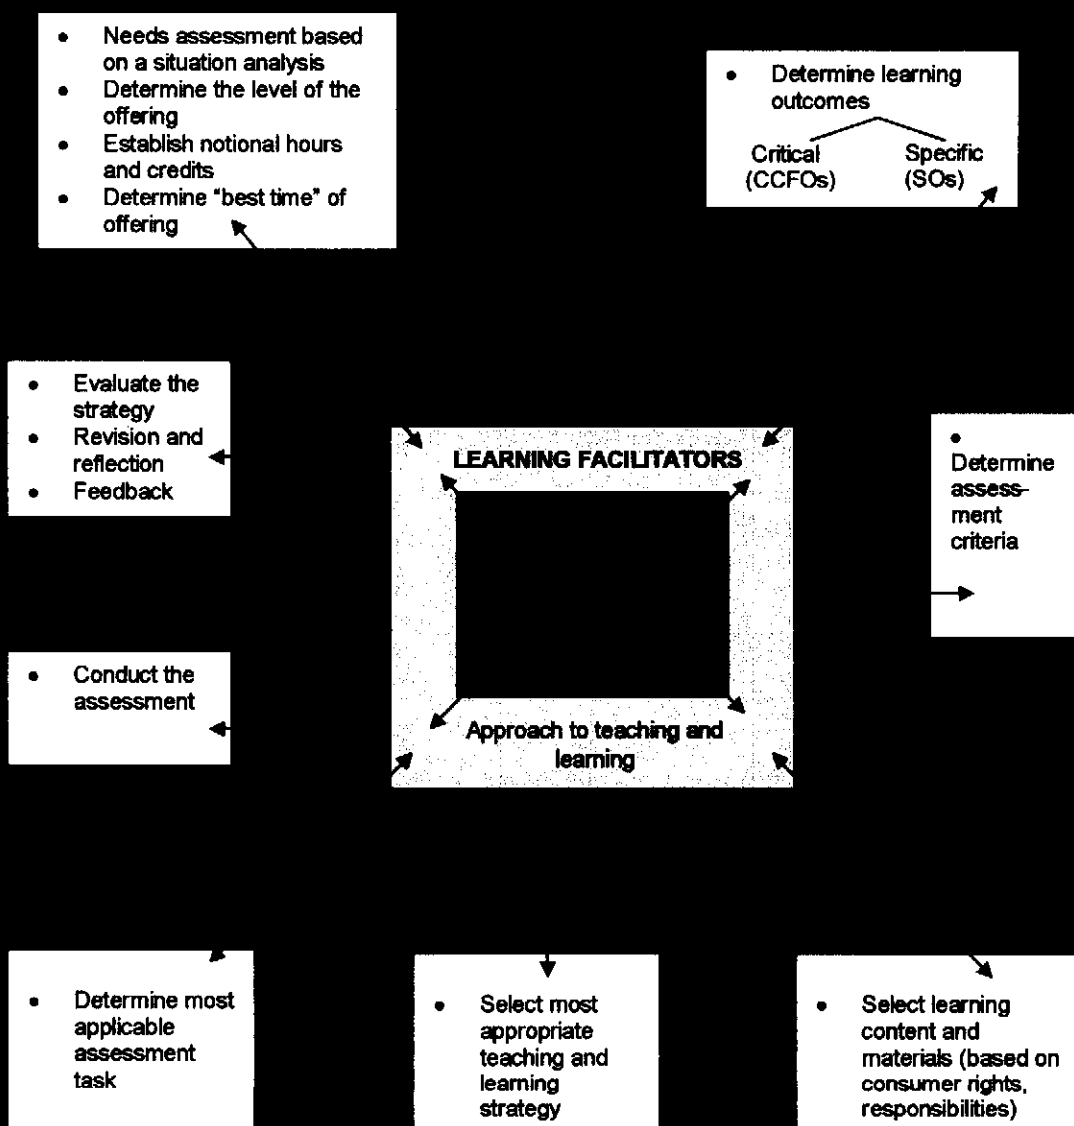 • Needs assessment based
on a situation analysis
• Determine the level of the
offering
• Establish notional hours
and credits
• Determine “best time” of
offering
• Determine learning
outcomes
Critical
(CCFOs)
Specific
(SOs)
• Evaluate the
strategy
• Revision and
reflection
• Feedback
LEARNING FACILITATORS
•
Determine
assess-
ment
criteria
• Conduct the
assessment
Approach to teaching and
learning
• Determine most
applicable
assessment
task
• Select most
appropriate
teaching and
learning
strategy
• Select learning
content and
materials (based on
consumer rights,
responsibilities)